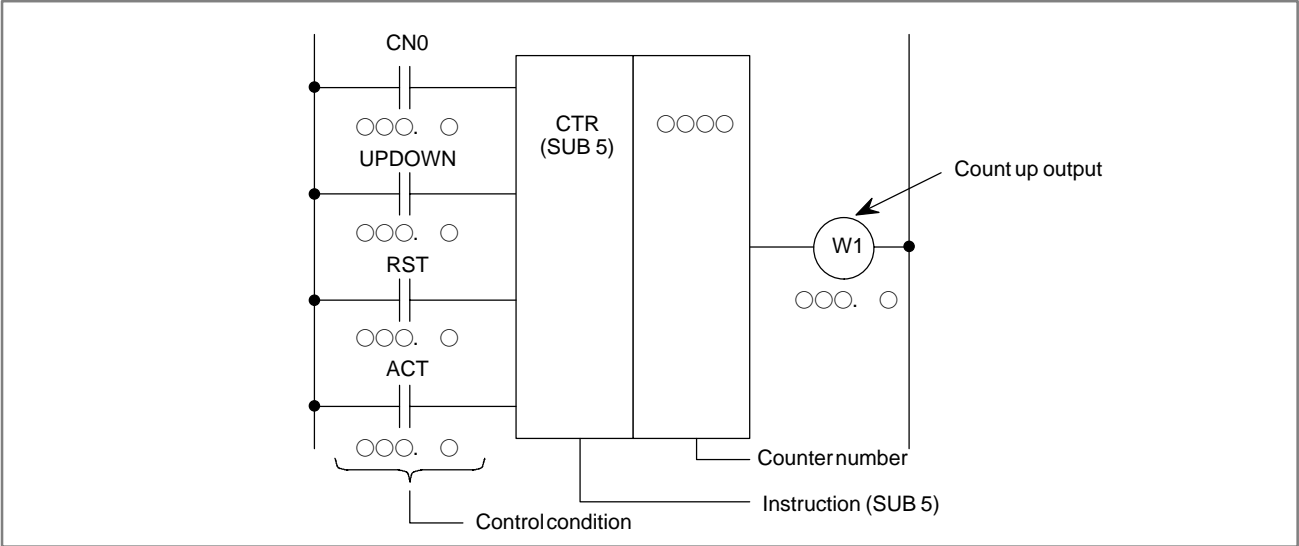 CN0
○○○. ○
UPDOWN
○○○. ○
RST
○○○. ○
ACT
○○○. ○
CTR
(SUB 5)
○○○○
W1
○○○. ○
Count up output
Counter number
Instruction (SUB 5)
Control condition